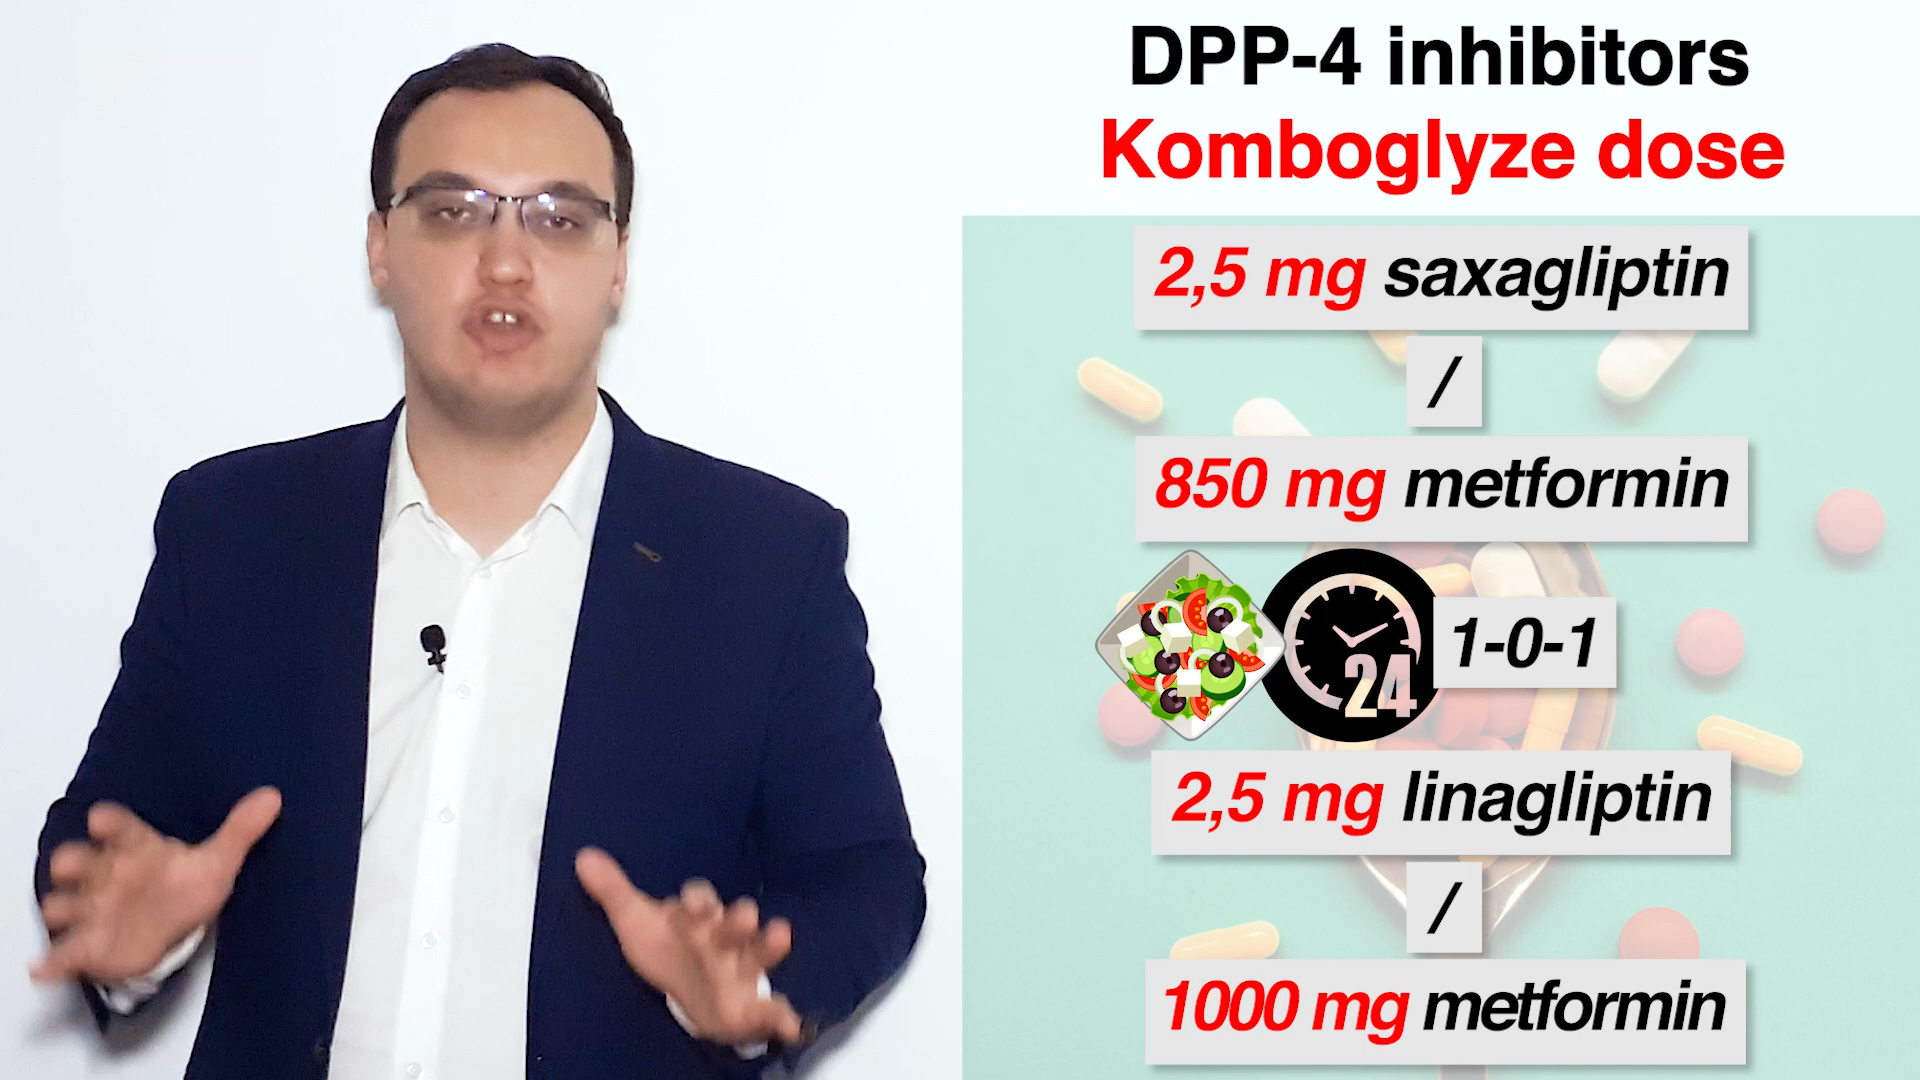 DPP-4 inhibitors
Komboglyze dose
2,5 mg saxagliptin
/
850 mg metformin
24
1-0-1
2,5 mg linagliptin
/
1000 mg metformin